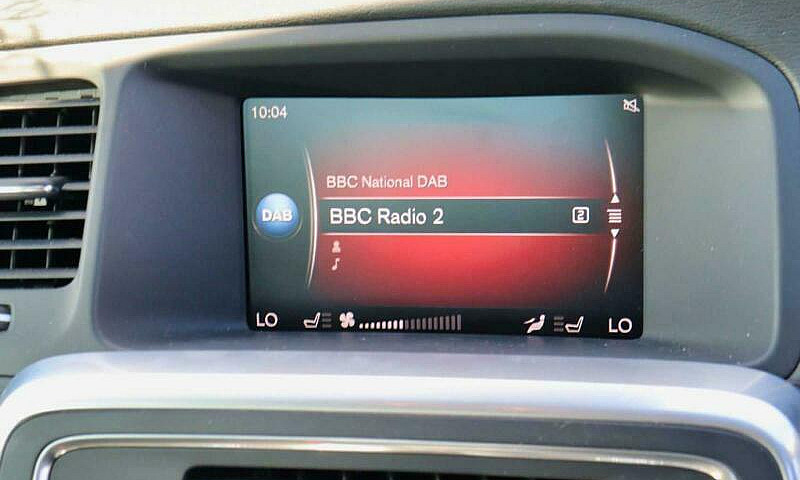 10:04
BBC National DAB
DAB
BBC Radio 2 2
LO LO